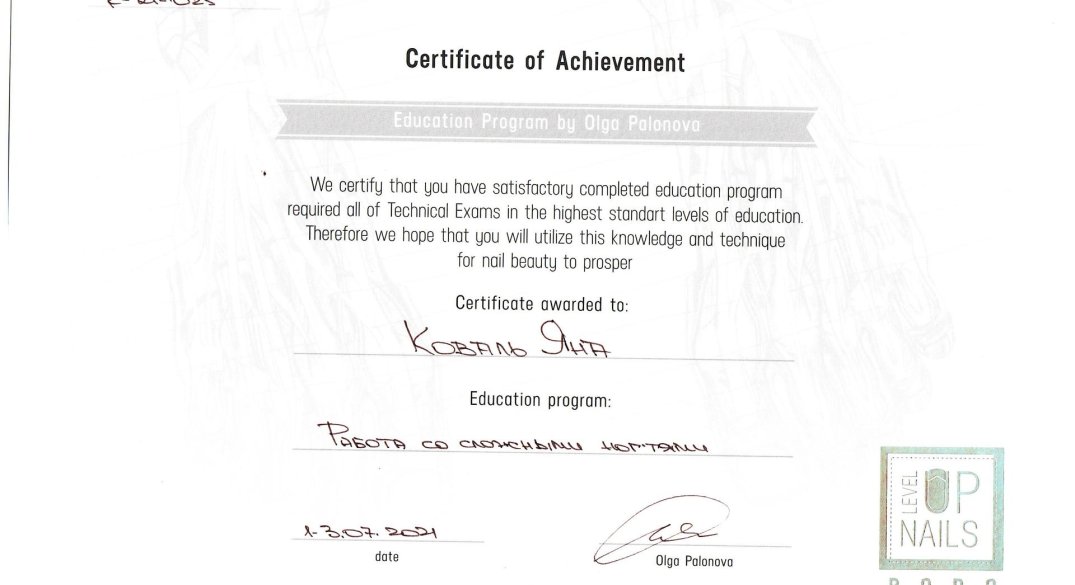 Certificate of Achievement
Education Program by Olga Palonova
We certify that you have satisfactory completed education program
required all of Technical Exams in the highest standart levels of education.
Therefore we hope that you will utilize this knowledge and technique
for nail beauty to prosper
Certificate awarded to:
Коваль Яна
Education program:
Работа со сложными ногтями
1-3.07.2021
date
Olga Palonova
LEVEL UP
NAILS